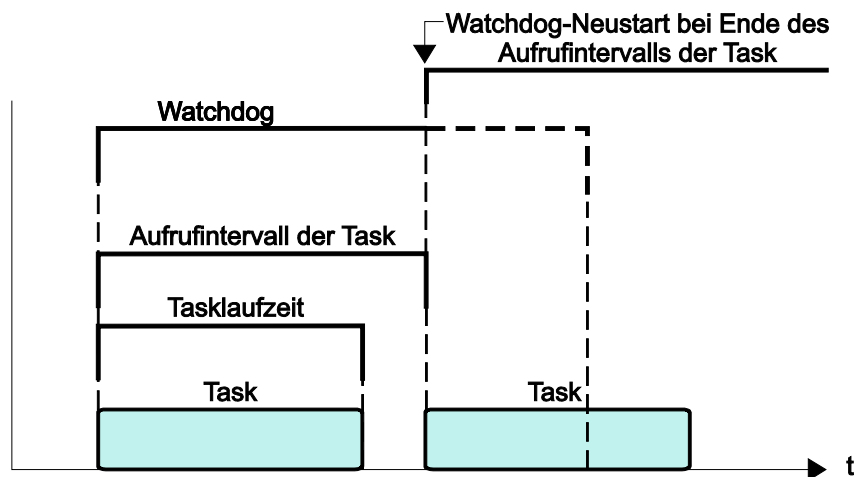 Watchdog-Neustart bei Ende des
Aufrufintervalls der Task
Watchdog
Aufrufintervall der Task
Tasklaufzeit
Task
Task
t